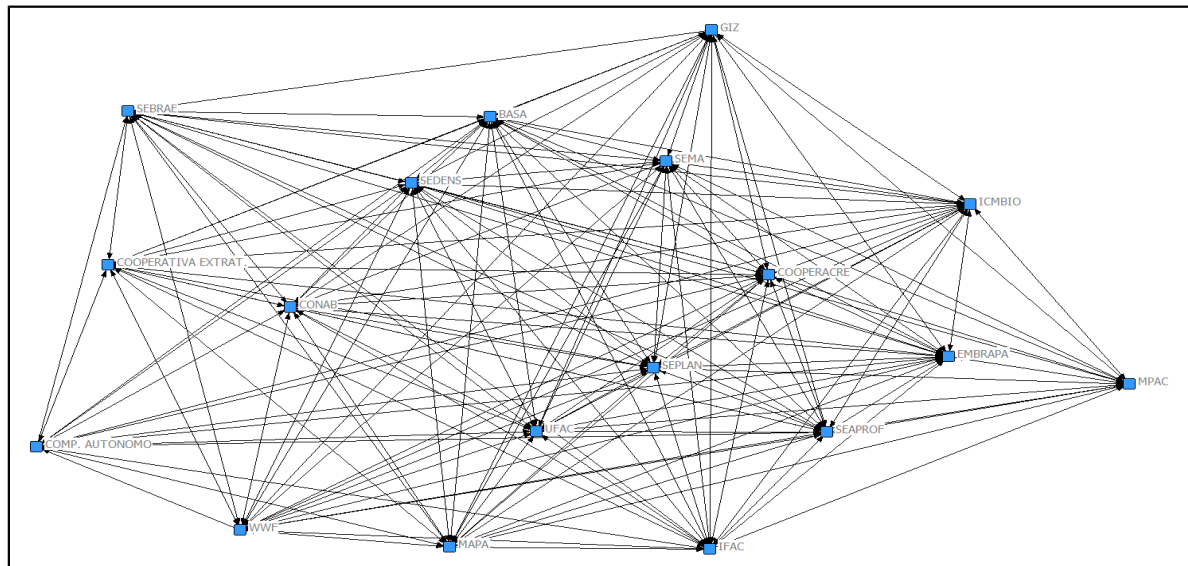 GIZ
SEBRAE
BASA
SEMA
SEDENS
ICMBIO
COOPERATIVA EXTRAT.
COOPERACRE
CONAB
EMBRAPA
SEPLAN
MPAC
UFAC
SEAPROF
COMP. AUTÔNOMO
WWF
MAPA
IFAC